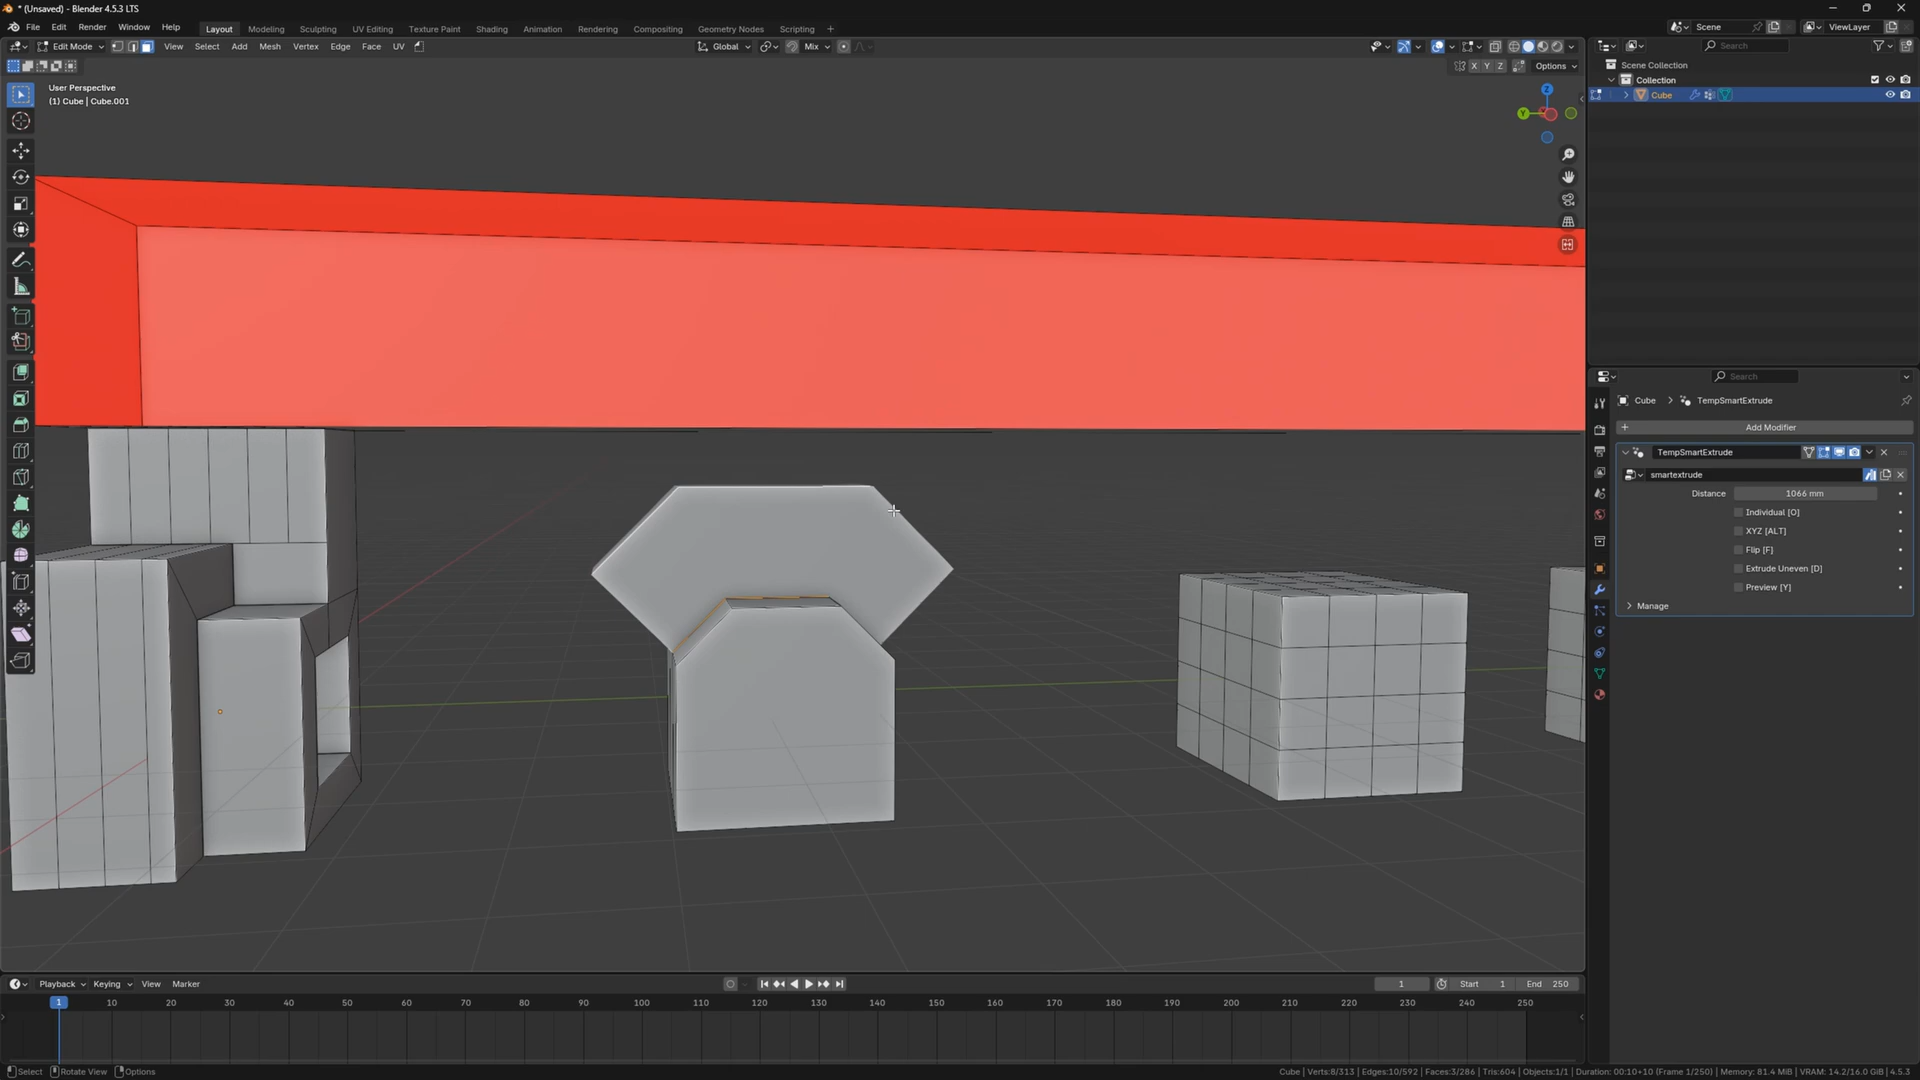 * (Unsaved) - Blender 4.5.3 LTS
File Edit Render Window Help Layout Modeling Sculpting UV Editing Texture Paint Shading Animation Rendering Compositing Geometry Nodes Scripting + Scene ViewLayer
Edit Mode View Select Add Mesh Vertex Edge Face UV Global Mix Search
X Y Z Options
User Perspective
(1) Cube | Cube.001
Z
Y
Scene Collection
Collection
Cube
Search
Cube > TempSmartExtrude
+ Add Modifier
TempSmartExtrude
smartextrude
Distance 1066 mm
Individual [O]
XYZ [ALT]
Flip [F]
Extrude Uneven [D]
Preview [Y]
Manage
Playback Keying View Marker 1 Start 1 End 250
1 10 20 30 40 50 60 70 80 90 100 110 120 130 140 150 160 170 180 190 200 210 220 230 240 250
Select Rotate View Options Cube | Verts:8/313 | Edges:10/592 | Faces:3/286 | Tris:604 | Objects:1/1 | Duration: 00:10+10 (Frame 1/250) | Memory: 81.4 MiB | VRAM: 14.2/16.0 GiB | 4.5.3